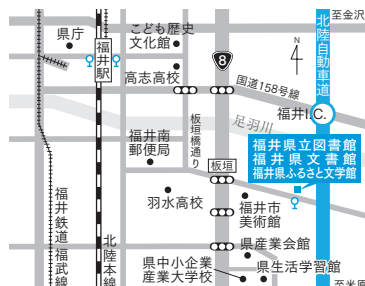 県庁
福井駅
こども歴史
文化館
高志高校
8
N
4
北陸自動車道
至金沢
国道158号線
福井I.C.
足羽川
板垣橋通り
福井南
郵便局
板垣
福井県立図書館
福井県文書館
福井県ふるさと文学館
羽水高校
福井市
美術館
福井鉄道 福武線
北陸本線
県産業会館
県中小企業
産業大学校
県生活学習館
至米原